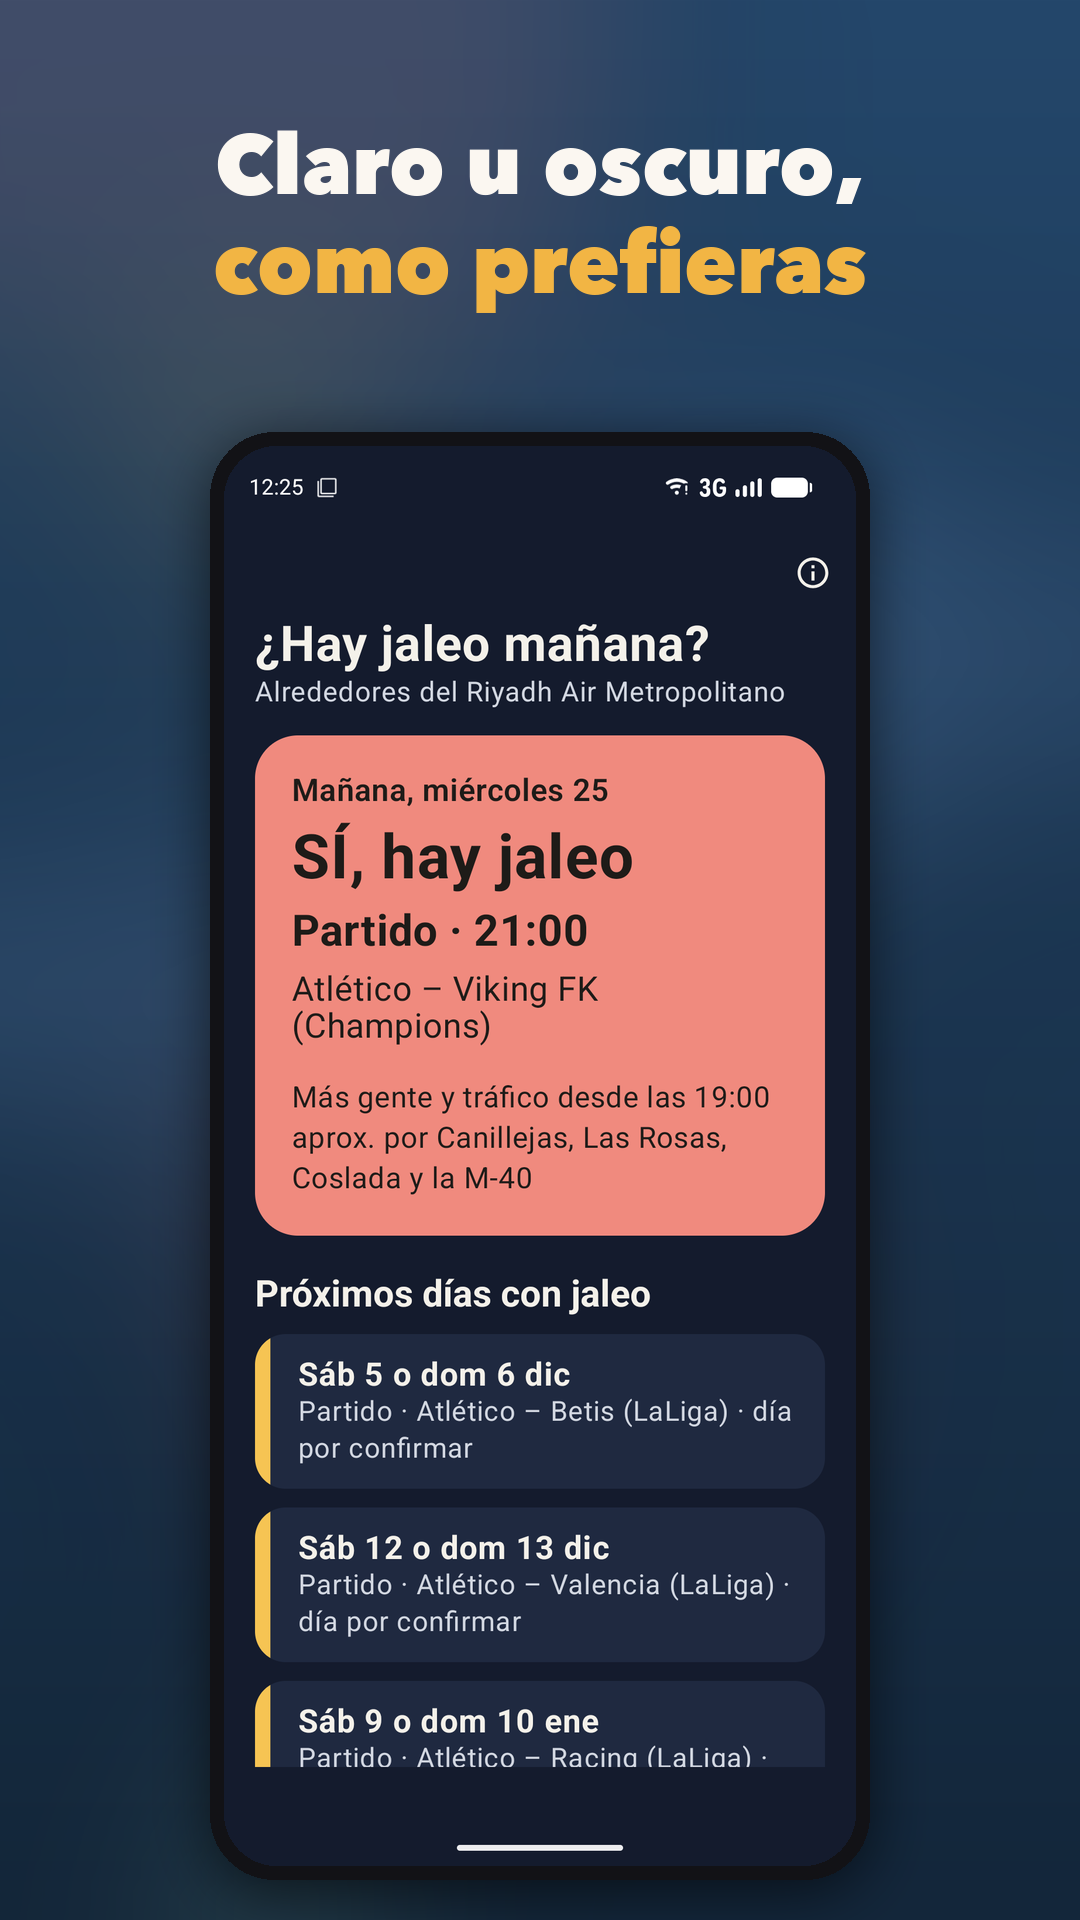 Claro u oscuro,
como prefieras
12:25
3G
¿Hay jaleo mañana?
Alrededores del Riyadh Air Metropolitano
Mañana, miércoles 25
SÍ, hay jaleo
Partido · 21:00
Atlético – Viking FK
(Champions)
Más gente y tráfico desde las 19:00
aprox. por Canillejas, Las Rosas,
Coslada y la M-40
Próximos días con jaleo
Sáb 5 o dom 6 dic
Partido · Atlético – Betis (LaLiga) · día
por confirmar
Sáb 12 o dom 13 dic
Partido · Atlético – Valencia (LaLiga) ·
día por confirmar
Sáb 9 o dom 10 ene
Partido · Atlético – Racing (LaLiga) ·